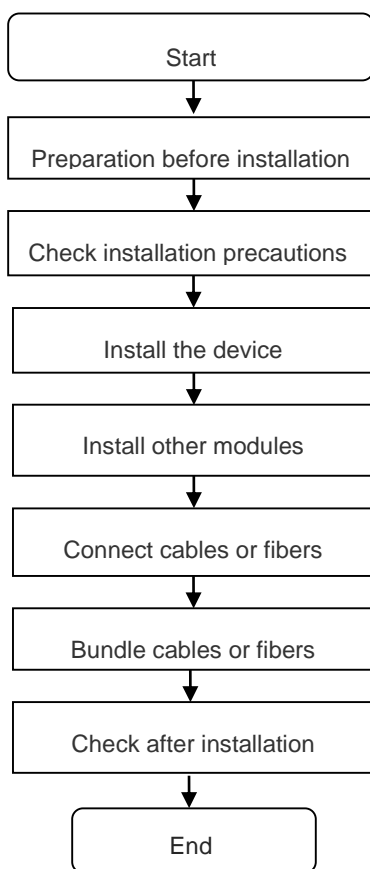 Start
Preparation before installation
Check installation precautions
Install the device
Install other modules
Connect cables or fibers
Bundle cables or fibers
Check after installation
End